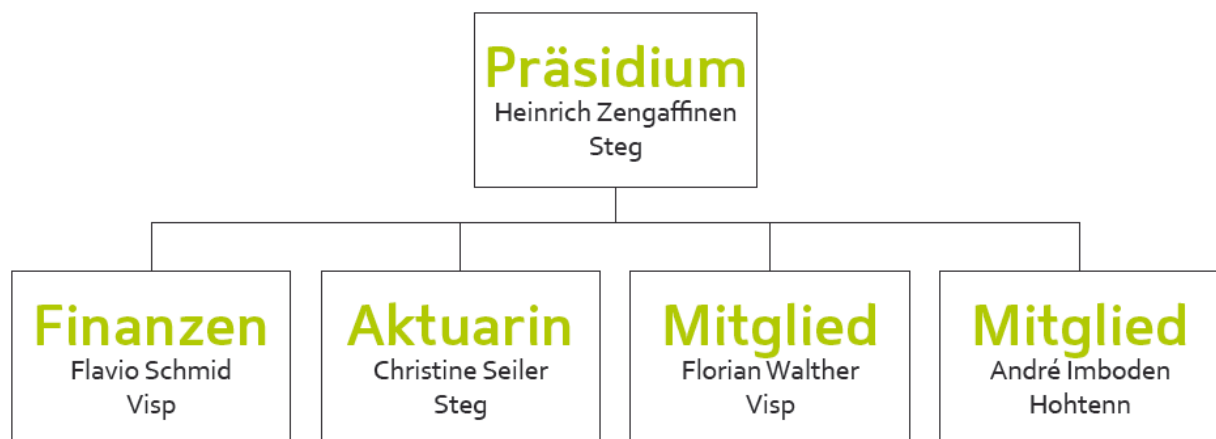 Präsidium
Heinrich Zengaffinen
Steg
Finanzen
Flavio Schmid
Visp
Aktuarin
Christine Seiler
Steg
Mitglied
Florian Walther
Visp
Mitglied
André Imboden
Hohtenn